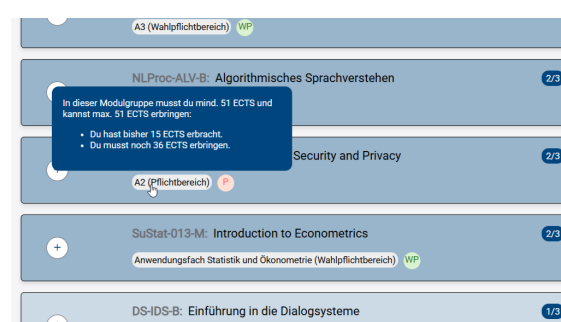 A3 (Wahlpflichtbereich) WP
NLProc-ALV-B: Algorithmisches Sprachverstehen 2/3
In dieser Modulgruppe musst du mind. 51 ECTS und
kannst max. 51 ECTS erbringen:
• Du hast bisher 15 ECTS erbracht.
• Du musst noch 36 ECTS erbringen.
Security and Privacy 2/3
A2 (Pflichtbereich) P
+
SuStat-013-M: Introduction to Econometrics 2/3
+
Anwendungsfach Statistik und Ökonometrie (Wahlpflichtbereich) WP
DS-IDS-B: Einführung in die Dialogsysteme 1/3